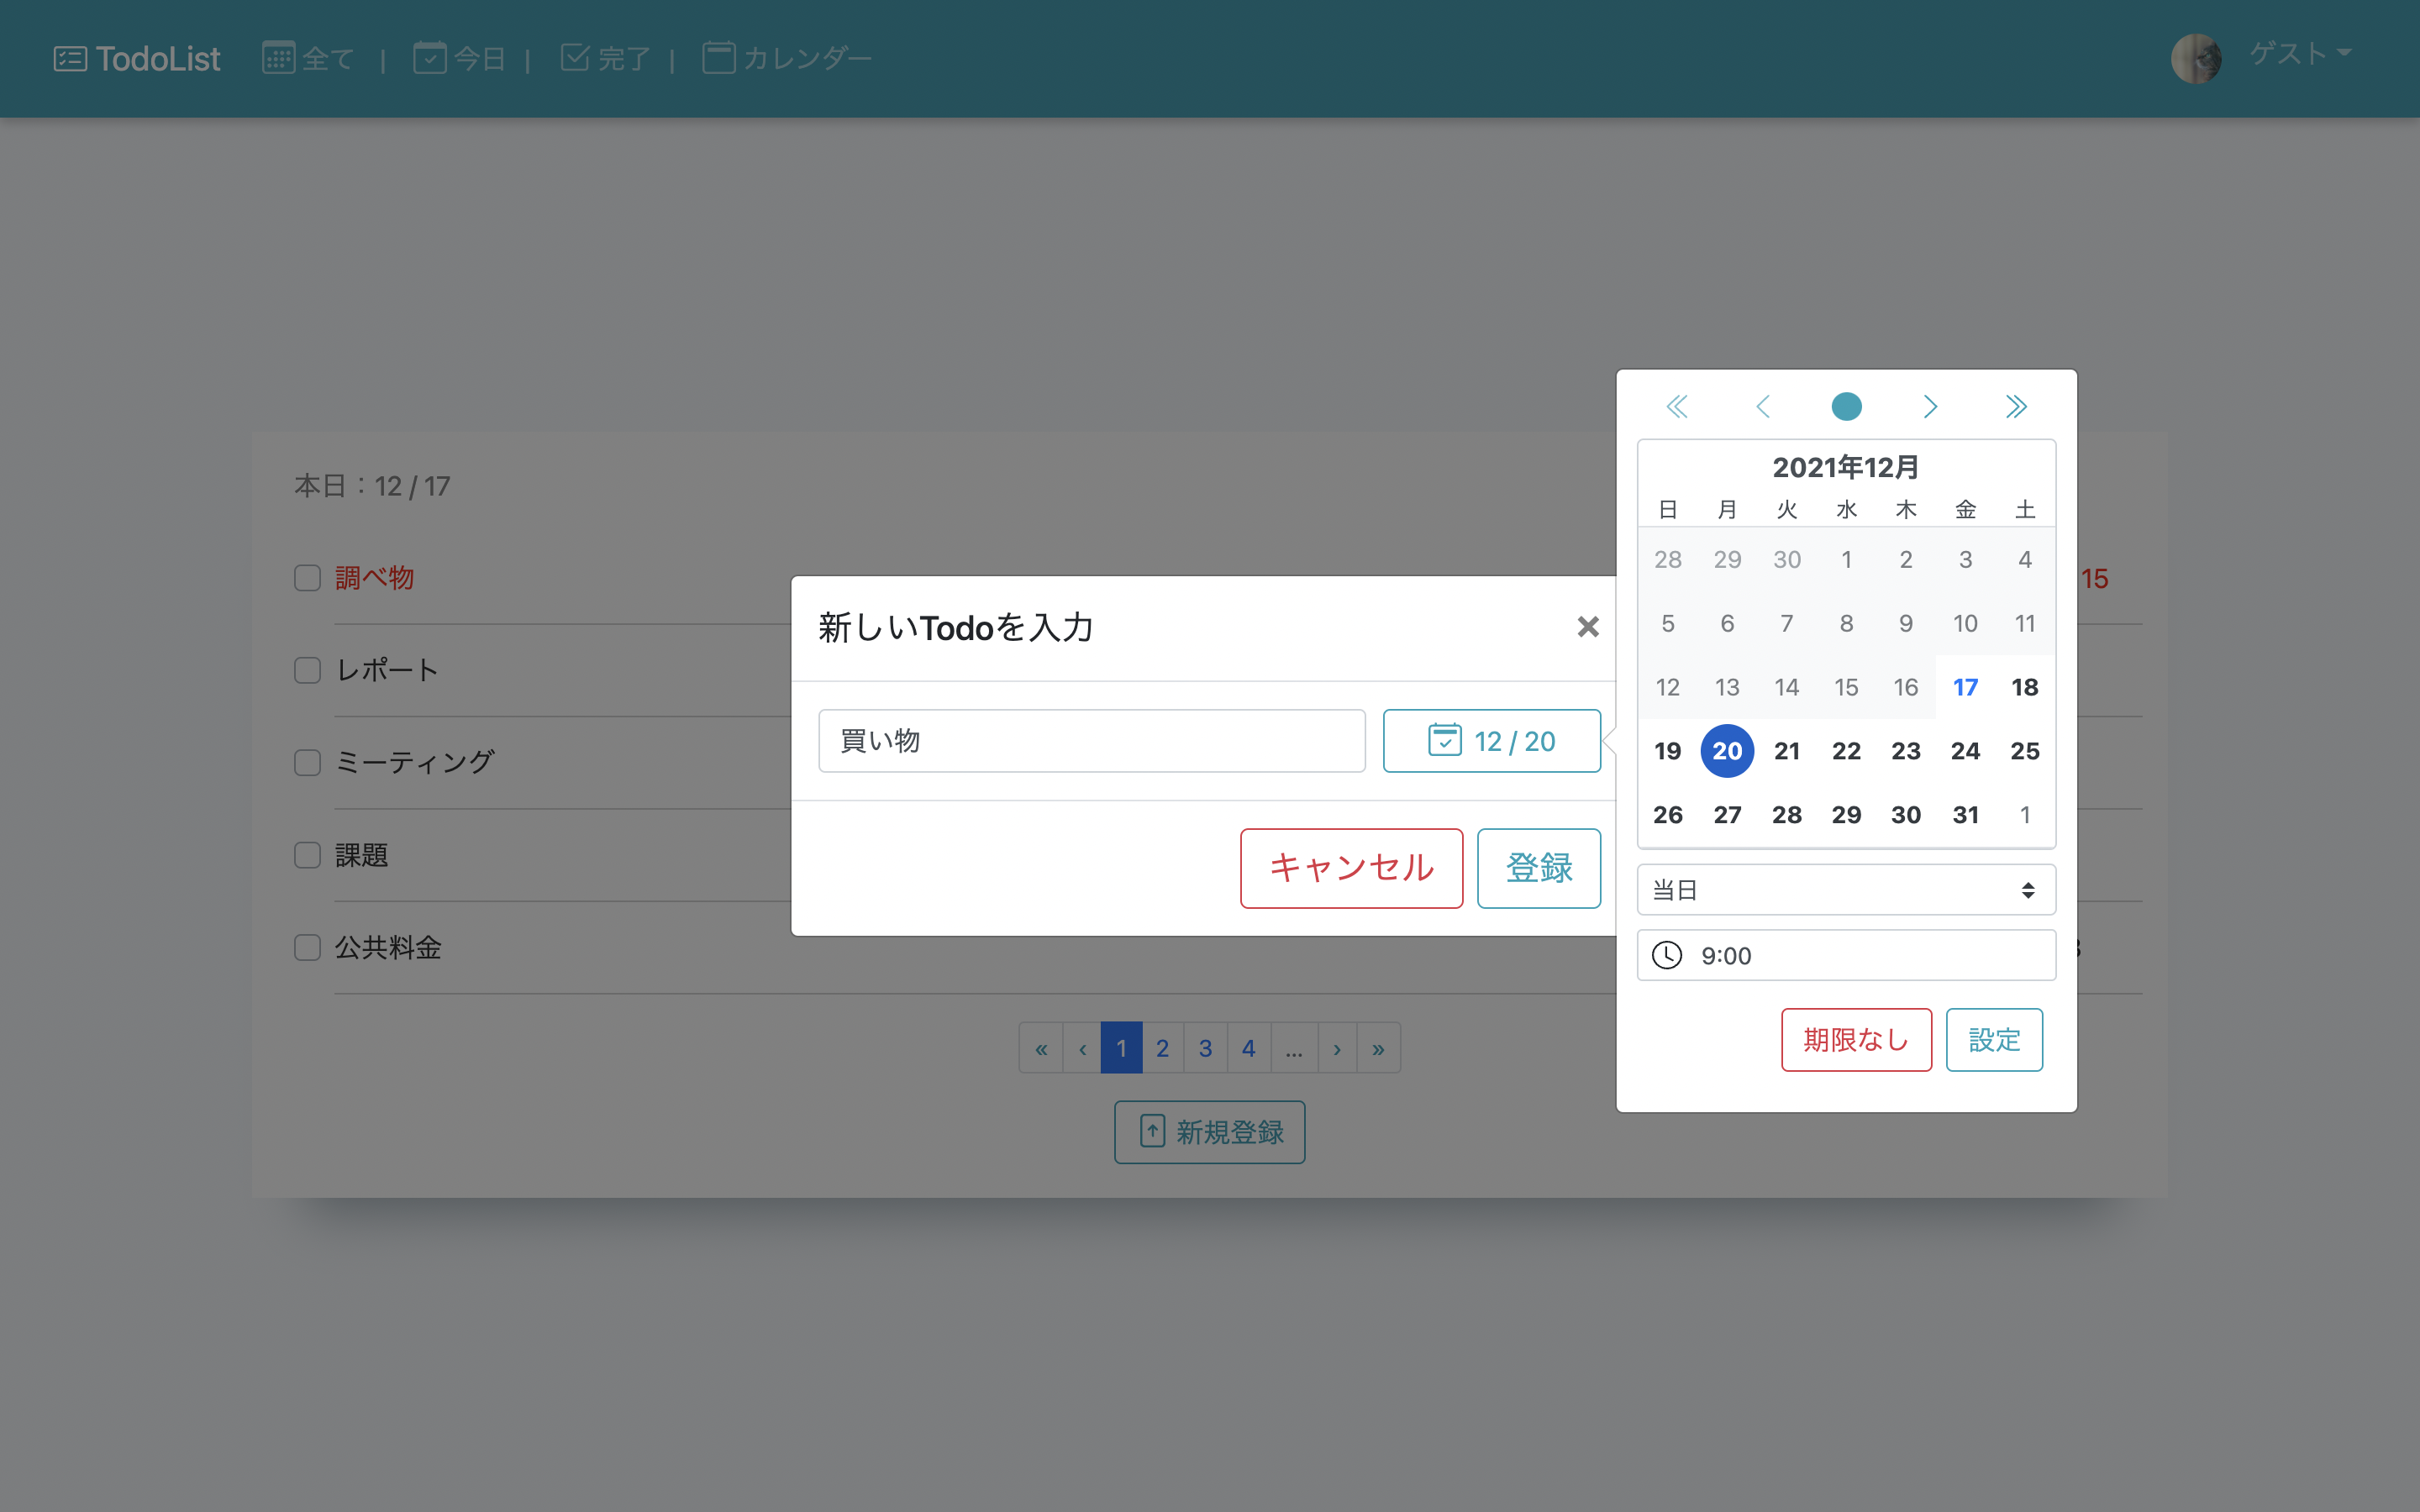 TodoList 全て | 今日 | 完了 | カレンダー ゲスト
本日：12 / 17
調べ物 15
レポート
ミーティング
課題
公共料金
« ‹ 1 2 3 4 ... › »
新規登録
新しいTodoを入力 ×
買い物 12 / 20
キャンセル 登録
2021年12月
日 月 火 水 木 金 土
28 29 30 1 2 3 4
5 6 7 8 9 10 11
12 13 14 15 16 17 18
19 20 21 22 23 24 25
26 27 28 29 30 31 1
当日
9:00
期限なし 設定